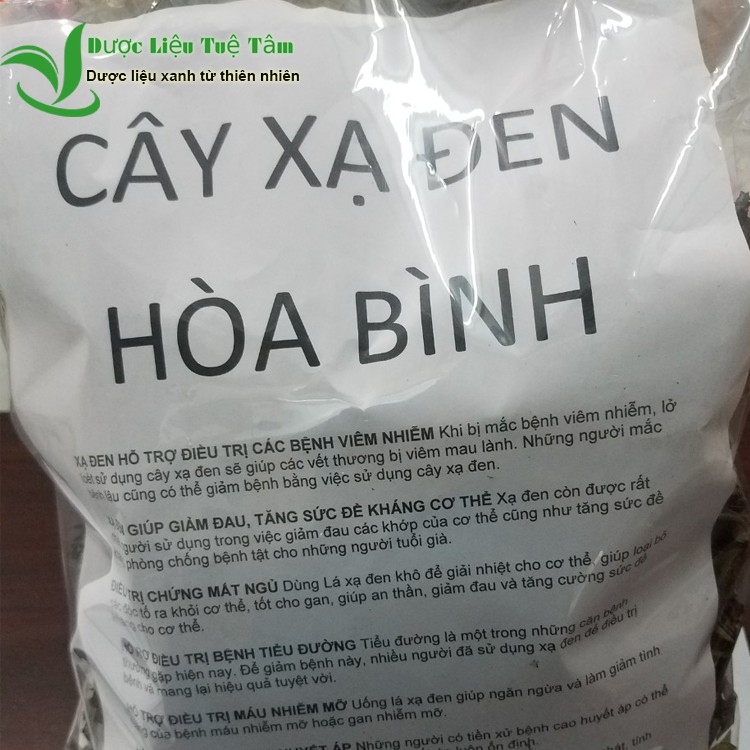 Dược Liệu Tuệ Tâm
Dược liệu xanh từ thiên nhiên
CÂY XẠ ĐEN
HÒA BÌNH
XẠ ĐEN HỖ TRỢ ĐIỀU TRỊ CÁC BỆNH VIÊM NHIỄM Khi bị mắc bệnh viêm nhiễm, lở
loét sử dụng cây xạ đen sẽ giúp các vết thương bị viêm mau lành. Những người mắc
lâu cũng có thể giảm bệnh bằng việc sử dụng cây xạ đen.
GIÚP GIẢM ĐAU, TĂNG SỨC ĐỀ KHÁNG CƠ THỂ Xạ đen còn được rất
người sử dụng trong việc giảm đau các khớp của cơ thể cũng như tăng sức đề
phòng chống bệnh tật cho những người tuổi già.
ĐIỀU TRỊ CHỨNG MẤT NGỦ Dùng Lá xạ đen khô để giải nhiệt cho cơ thể, giúp loại bỏ
độc tố ra khỏi cơ thể, tốt cho gan, giúp an thần, giảm đau và tăng cường sức đề
cho cơ thể.
HỖ TRỢ ĐIỀU TRỊ BỆNH TIỂU ĐƯỜNG Tiểu đường là một trong những căn bệnh
thường gặp hiện nay. Để giảm bệnh này, nhiều người đã sử dụng xạ đen để điều trị
bệnh và mang lại hiệu quả tuyệt vời.
HỖ TRỢ ĐIỀU TRỊ MÁU NHIỄM MỠ Uống lá xạ đen giúp ngăn ngừa và làm giảm tình
của bệnh máu nhiễm mỡ hoặc gan nhiễm mỡ.
HUYẾT ÁP Những người có tiền xử bệnh cao huyết áp có thể
luôn ổn định.